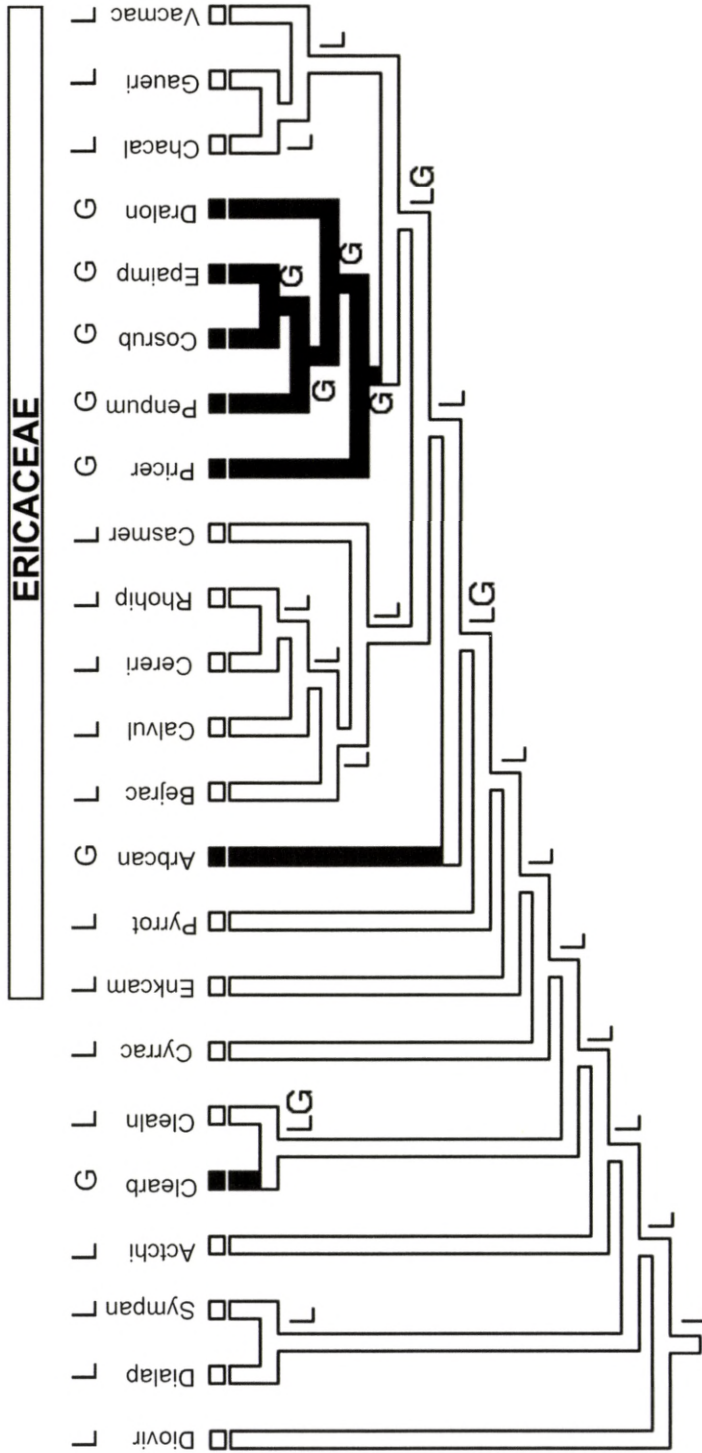 ERICACEAE
L Vacmac
L Gaueri
L Chacal
G Dralon
G Epaimp
G Cosrub
G Penpum
G Pricer
L Casmer
L Rhohip
L Cereri
L Calvul
L Bejrac
G Arbcan
L Pyrrot
L Enkcam
L Cyrrac
L Clealn
G Clearb
L Actchi
L Sympan
L Dialap
L Diovir
L
L
LG
G
G
G
G
L
LG
L
L
L
L
L
L
L
L
LG
L
L
L
L